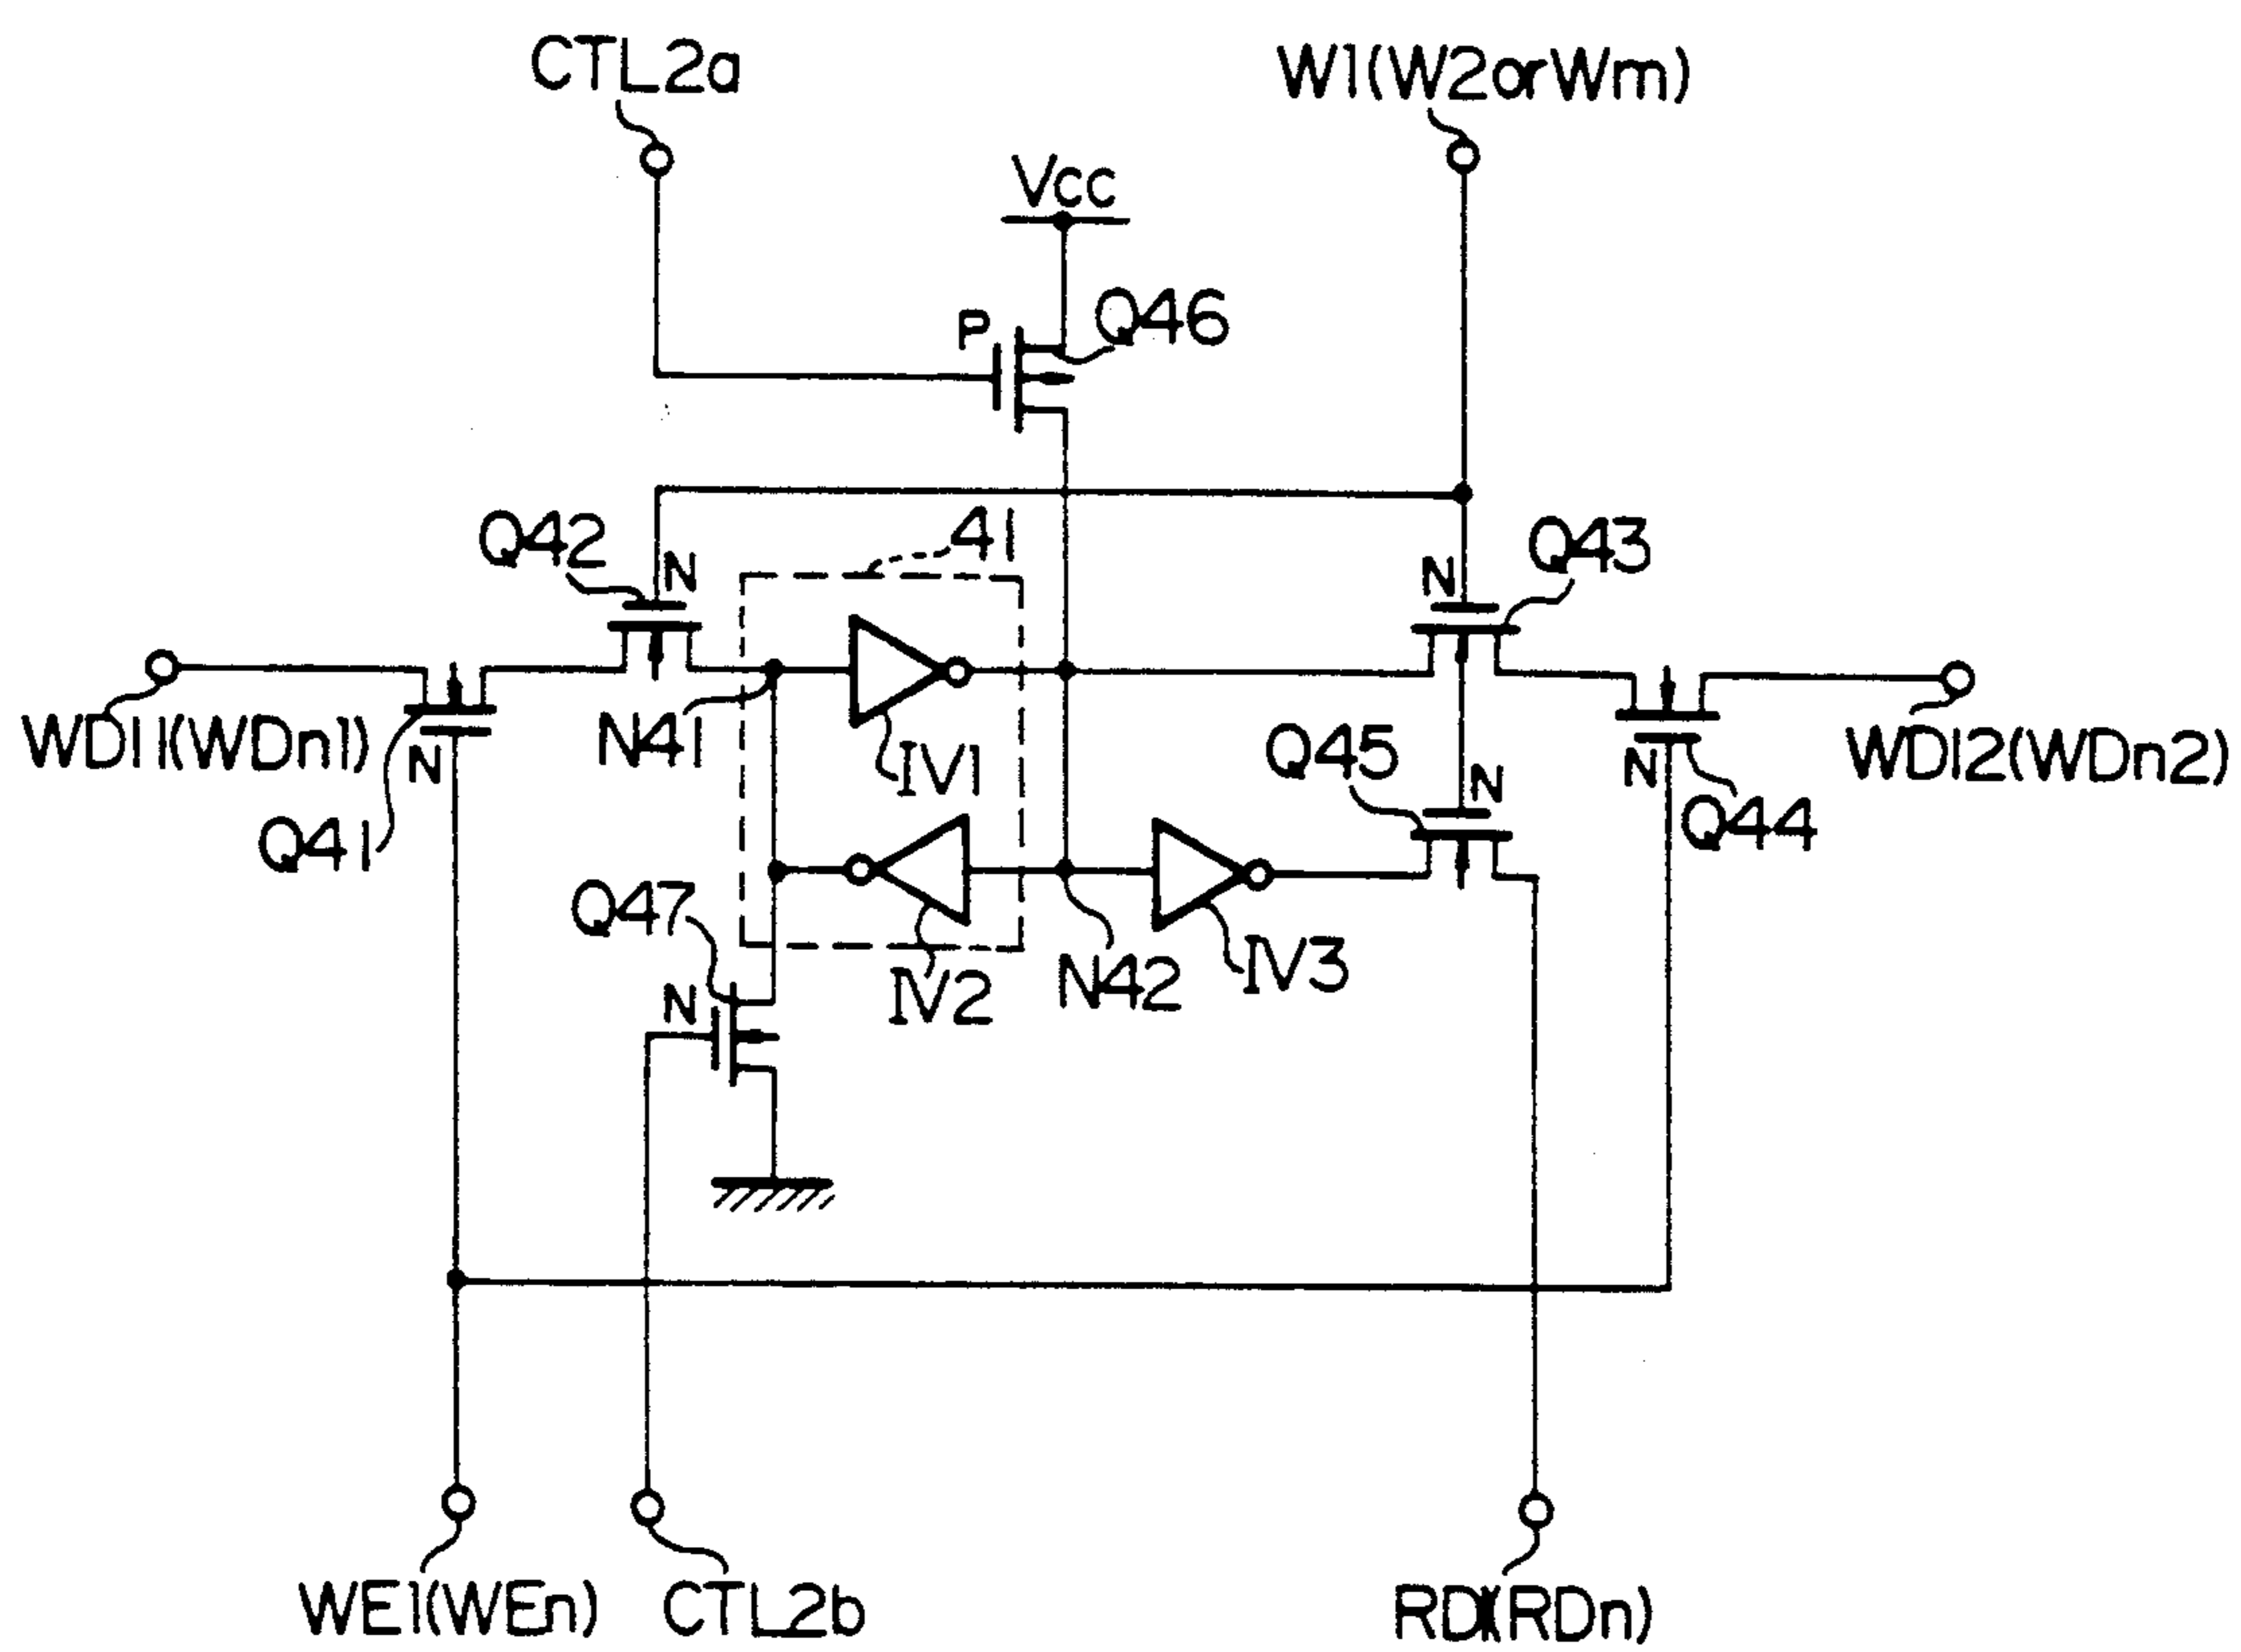 CTL2a
W1(W2orWm)
Vcc
P
Q46
Q42
N
41
N
Q43
WD11(WDn1)
N
Q41
N41
IV1
Q45
N
N
Q44
WD12(WDn2)
Q47
N
IV2
N42
IV3
WE1(WEn)
CTL2b
RD1(RDn)